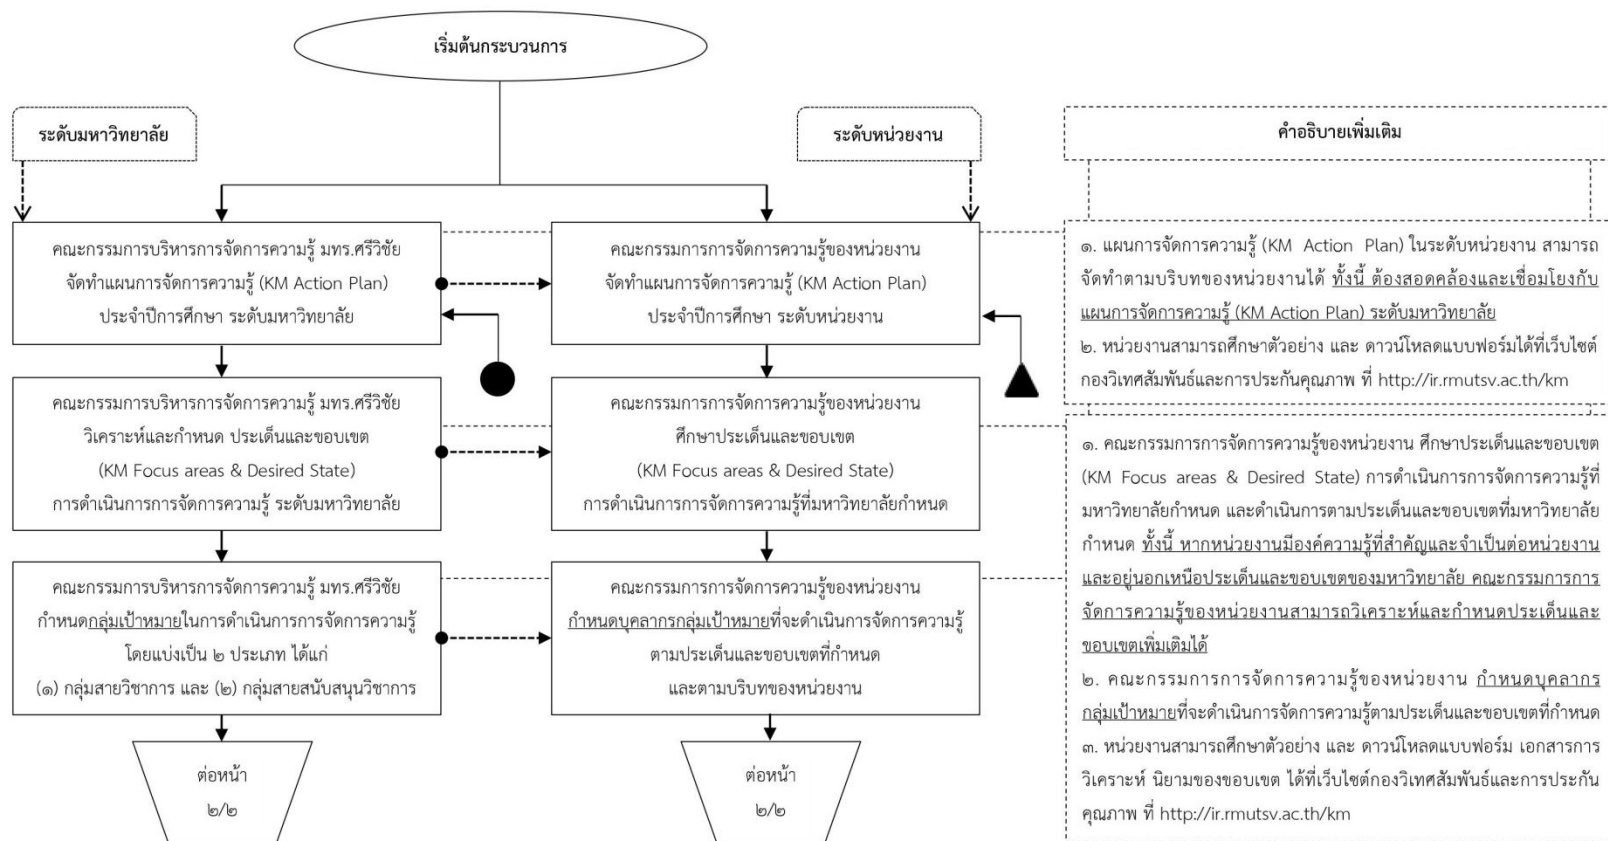 เริ่มต้นกระบวนการ
ระดับมหาวิทยาลัย
ระดับหน่วยงาน
คำอธิบายเพิ่มเติม
คณะกรรมการบริหารการจัดการความรู้ มทร.ศรีวิชัย
จัดทำแผนการจัดการความรู้ (KM Action Plan)
ประจำปีการศึกษา ระดับมหาวิทยาลัย
คณะกรรมการการจัดการความรู้ของหน่วยงาน
จัดทำแผนการจัดการความรู้ (KM Action Plan)
ประจำปีการศึกษา ระดับหน่วยงาน
๑. แผนการจัดการความรู้ (KM Action Plan) ในระดับหน่วยงาน สามารถ
จัดทำตามบริบทของหน่วยงานได้ ทั้งนี้ ต้องสอดคล้องและเชื่อมโยงกับ
แผนการจัดการความรู้ (KM Action Plan) ระดับมหาวิทยาลัย
๒. หน่วยงานสามารถศึกษาตัวอย่าง และ ดาวน์โหลดแบบฟอร์มได้ที่เว็บไซต์
กองวิเทศสัมพันธ์และการประกันคุณภาพ ที่ http://ir.rmutsv.ac.th/km
คณะกรรมการบริหารการจัดการความรู้ มทร.ศรีวิชัย
วิเคราะห์และกำหนด ประเด็นและขอบเขต
(KM Focus areas & Desired State)
การดำเนินการการจัดการความรู้ ระดับมหาวิทยาลัย
คณะกรรมการการจัดการความรู้ของหน่วยงาน
ศึกษาประเด็นและขอบเขต
(KM Focus areas & Desired State)
การดำเนินการการจัดการความรู้ที่มหาวิทยาลัยกำหนด
๑. คณะกรรมการการจัดการความรู้ของหน่วยงาน ศึกษาประเด็นและขอบเขต
(KM Focus areas & Desired State) การดำเนินการการจัดการความรู้ที่
มหาวิทยาลัยกำหนด และดำเนินการตามประเด็นและขอบเขตที่มหาวิทยาลัย
กำหนด ทั้งนี้ หากหน่วยงานมีองค์ความรู้ที่สำคัญและจำเป็นต่อหน่วยงาน
และอยู่นอกเหนือประเด็นและขอบเขตของมหาวิทยาลัย คณะกรรมการการ
จัดการความรู้ของหน่วยงานสามารถวิเคราะห์และกำหนดประเด็นและ
ขอบเขตเพิ่มเติมได้
๒. คณะกรรมการการจัดการความรู้ของหน่วยงาน กำหนดบุคลากร
กลุ่มเป้าหมายที่จะดำเนินการจัดการความรู้ตามประเด็นและขอบเขตที่กำหนด
๓. หน่วยงานสามารถศึกษาตัวอย่าง และ ดาวน์โหลดแบบฟอร์ม เอกสารการ
วิเคราะห์ นิยามของขอบเขต ได้ที่เว็บไซต์กองวิเทศสัมพันธ์และการประกัน
คุณภาพ ที่ http://ir.rmutsv.ac.th/km
คณะกรรมการบริหารการจัดการความรู้ มทร.ศรีวิชัย
กำหนดกลุ่มเป้าหมายในการดำเนินการการจัดการความรู้
โดยแบ่งเป็น ๒ ประเภท ได้แก่
(๑) กลุ่มสายวิชาการ และ (๒) กลุ่มสายสนับสนุนวิชาการ
คณะกรรมการการจัดการความรู้ของหน่วยงาน
กำหนดบุคลากรกลุ่มเป้าหมายที่จะดำเนินการจัดการความรู้
ตามประเด็นและขอบเขตที่กำหนด
และตามบริบทของหน่วยงาน
ต่อหน้า
๒/๒
ต่อหน้า
๒/๒